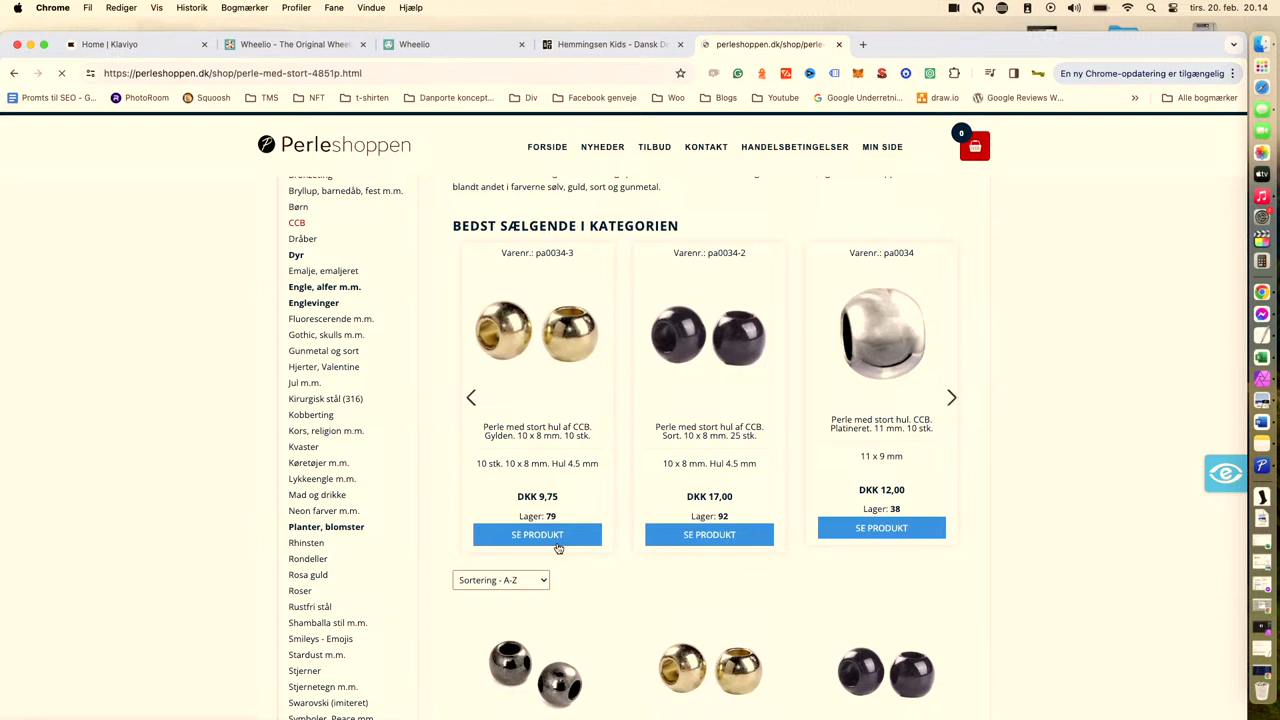 Chrome Fil Rediger Vis Historik Bogmærker Profiler Fane Vindue Hjælp tirs. 20. feb. 20.14
Home | Klaviyo
Wheelio - The Original Whee
Wheelio
Hemmingsen Kids - Dansk De
perleshoppen.dk/shop/perle-
https://perleshoppen.dk/shop/perle-med-stort-4851p.html
En ny Chrome-opdatering er tilgængelig
Promts til SEO - G... PhotoRoom Squoosh TMS NFT t-shirten Danporte koncept... Div Facebook genveje Woo Blogs Youtube Google Underretni... draw.io Google Reviews W... Alle bogmærker
Perleshoppen
FORSIDE NYHEDER TILBUD KONTAKT HANDELSBETINGELSER MIN SIDE
0
Bryllup, barnedåb, fest m.m.
Børn
CCB
Dråber
Dyr
Emalje, emaljeret
Engle, alfer m.m.
Englevinger
Fluorescerende m.m.
Gothic, skulls m.m.
Gunmetal og sort
Hjerter, Valentine
Jul m.m.
Kirurgisk stål (316)
Kobberting
Kors, religion m.m.
Kvaster
Køretøjer m.m.
Lykkeengle m.m.
Mad og drikke
Neon farver m.m.
Planter, blomster
Rhinsten
Rondeller
Rosa guld
Roser
Rustfri stål
Shamballa stil m.m.
Smileys - Emojis
Stardust m.m.
Stjerner
Stjernetegn m.m.
Swarovski (imiteret)
Symboler, Peace mm
blandt andet i farverne sølv, guld, sort og gunmetal.
BEDST SÆLGENDE I KATEGORIEN
Varenr.: pa0034-3
Perle med stort hul af CCB.
Gylden. 10 x 8 mm. 10 stk.
10 stk. 10 x 8 mm. Hul 4.5 mm
DKK 9,75
Lager: 79
SE PRODUKT
Varenr.: pa0034-2
Perle med stort hul af CCB.
Sort. 10 x 8 mm. 25 stk.
10 x 8 mm. Hul 4.5 mm
DKK 17,00
Lager: 92
SE PRODUKT
Varenr.: pa0034
Perle med stort hul. CCB.
Platineret. 11 mm. 10 stk.
11 x 9 mm
DKK 12,00
Lager: 38
SE PRODUKT
Sortering - A-Z